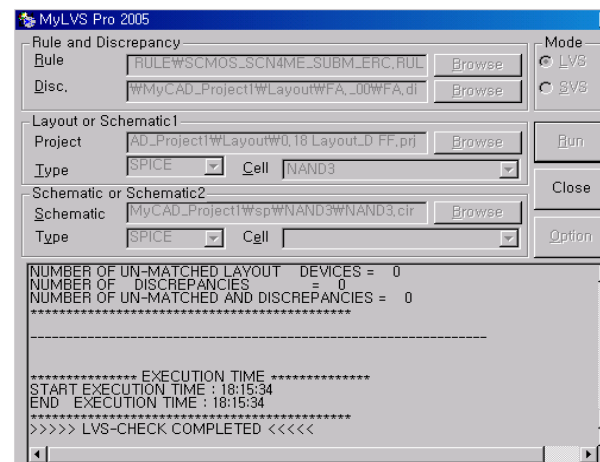 MyLVS Pro 2005
Rule and Discrepancy
Mode
Rule RULE₩SCMOS_SCN4ME_SUBM_ERC,RUL Browse
LVS
Disc. ₩MyCAD_Project1₩Layout₩FA,_00₩FA,di Browse
SVS
Layout or Schematic1
Project AD_Project1₩Layout₩0,18 Layout_D FF,prj Browse
Run
Type SPICE Cell NAND3
Close
Schematic or Schematic2
Schematic MyCAD_Project1₩sp₩NAND3₩NAND3,cir Browse
Type SPICE Cell
Option
NUMBER OF UN-MATCHED LAYOUT DEVICES = 0
NUMBER OF DISCREPANCIES = 0
NUMBER OF UN-MATCHED AND DISCREPANCIES = 0
*********************************************
-----------------------------------------------------------------
*************** EXECUTION TIME **************
START EXECUTION TIME : 18:15:34
END EXECUTION TIME : 18:15:34
*********************************************
>>>>> LVS-CHECK COMPLETED <<<<<